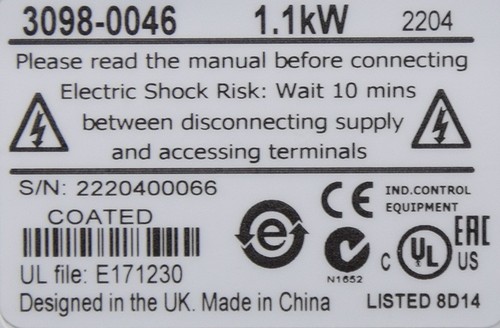 3098-0046 1.1kW 2204
Please read the manual before connecting
Electric Shock Risk: Wait 10 mins
between disconnecting supply
and accessing terminals
S/N: 2220400066
COATED
UL file: E171230
Designed in the UK. Made in China
e
CE
IND.CONTROL
EQUIPMENT
N1652
C UL US
EAC
LISTED 8D14